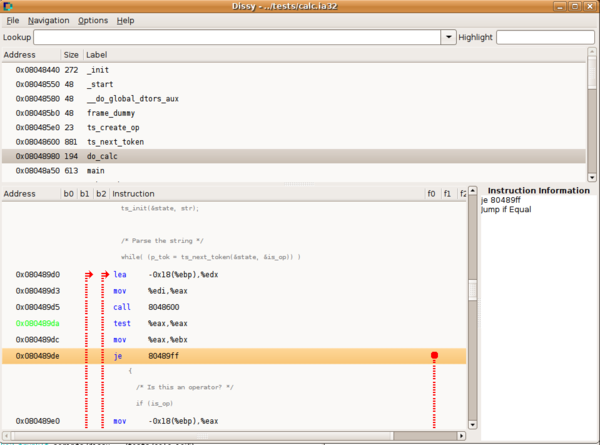 Dissy - ../tests/calc.ia32
File Navigation Options Help
Lookup Highlight
Address Size Label
0x08048440 272 _init
0x08048550 48 _start
0x08048580 48 __do_global_dtors_aux
0x080485b0 48 frame_dummy
0x080485e0 23 ts_create_op
0x08048600 881 ts_next_token
0x08048980 194 do_calc
0x08048a50 613 main
Address b0 b1 b2 Instruction f0 f1 f2
Instruction Information
je 80489ff
Jump if Equal
ts_init(&state, str);
/* Parse the string */
while( (p_tok = ts_next_token(&state, &is_op)) )
0x080489d0 lea -0x18(%ebp),%edx
0x080489d3 mov %edi,%eax
0x080489d5 call 8048600
0x080489da test %eax,%eax
0x080489dc mov %eax,%ebx
0x080489de je 80489ff
{
/* Is this an operator? */
if (is_op)
0x080489e0 mov -0x18(%ebp),%eax